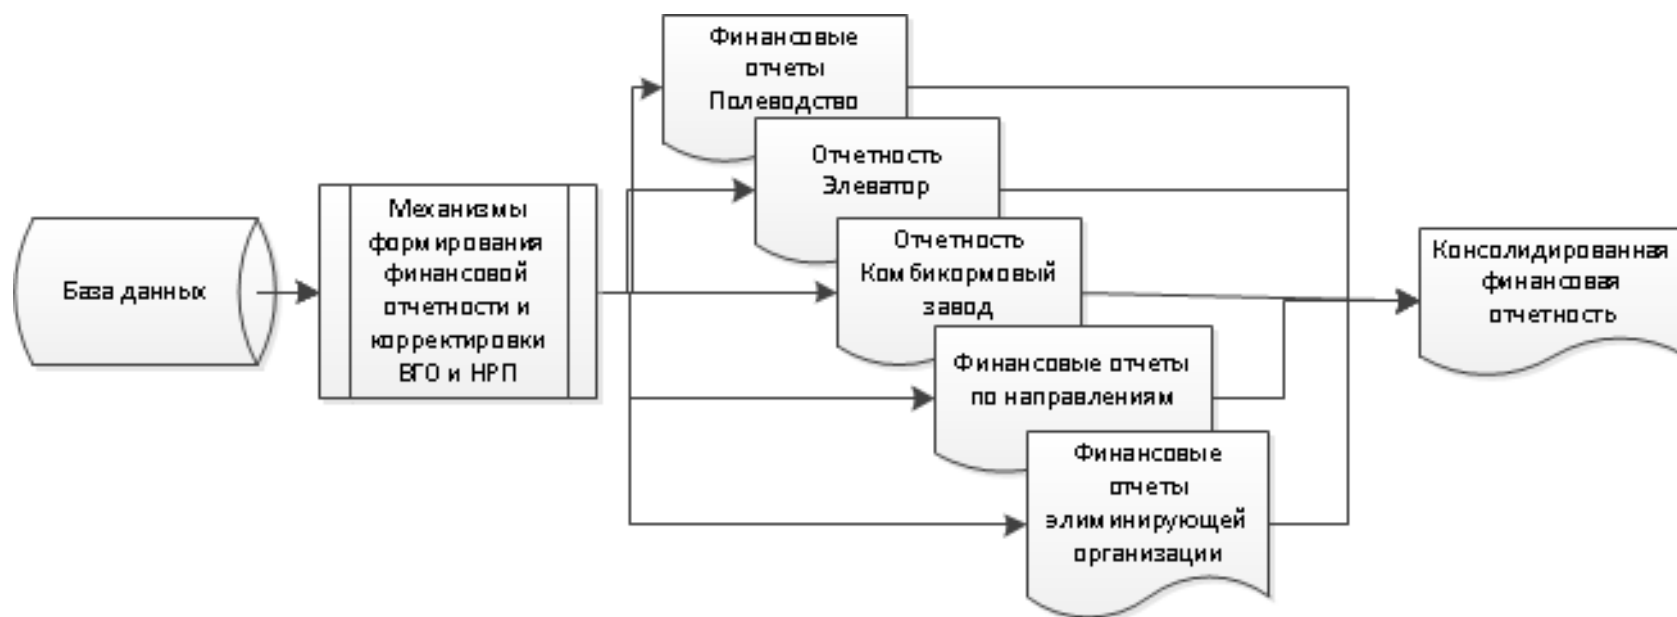 База данных
Механизмы
формирования
финансовой
отчетности и
корректировки
ВГО и НРП
Финансовые
отчеты
Полеводство
Отчетность
Элеватор
Отчетность
Комбикормовый
завод
Финансовые отчеты
по направлениям
Финансовые
отчеты
элиминирующей
организации
Консолидированная
финансовая
отчетность